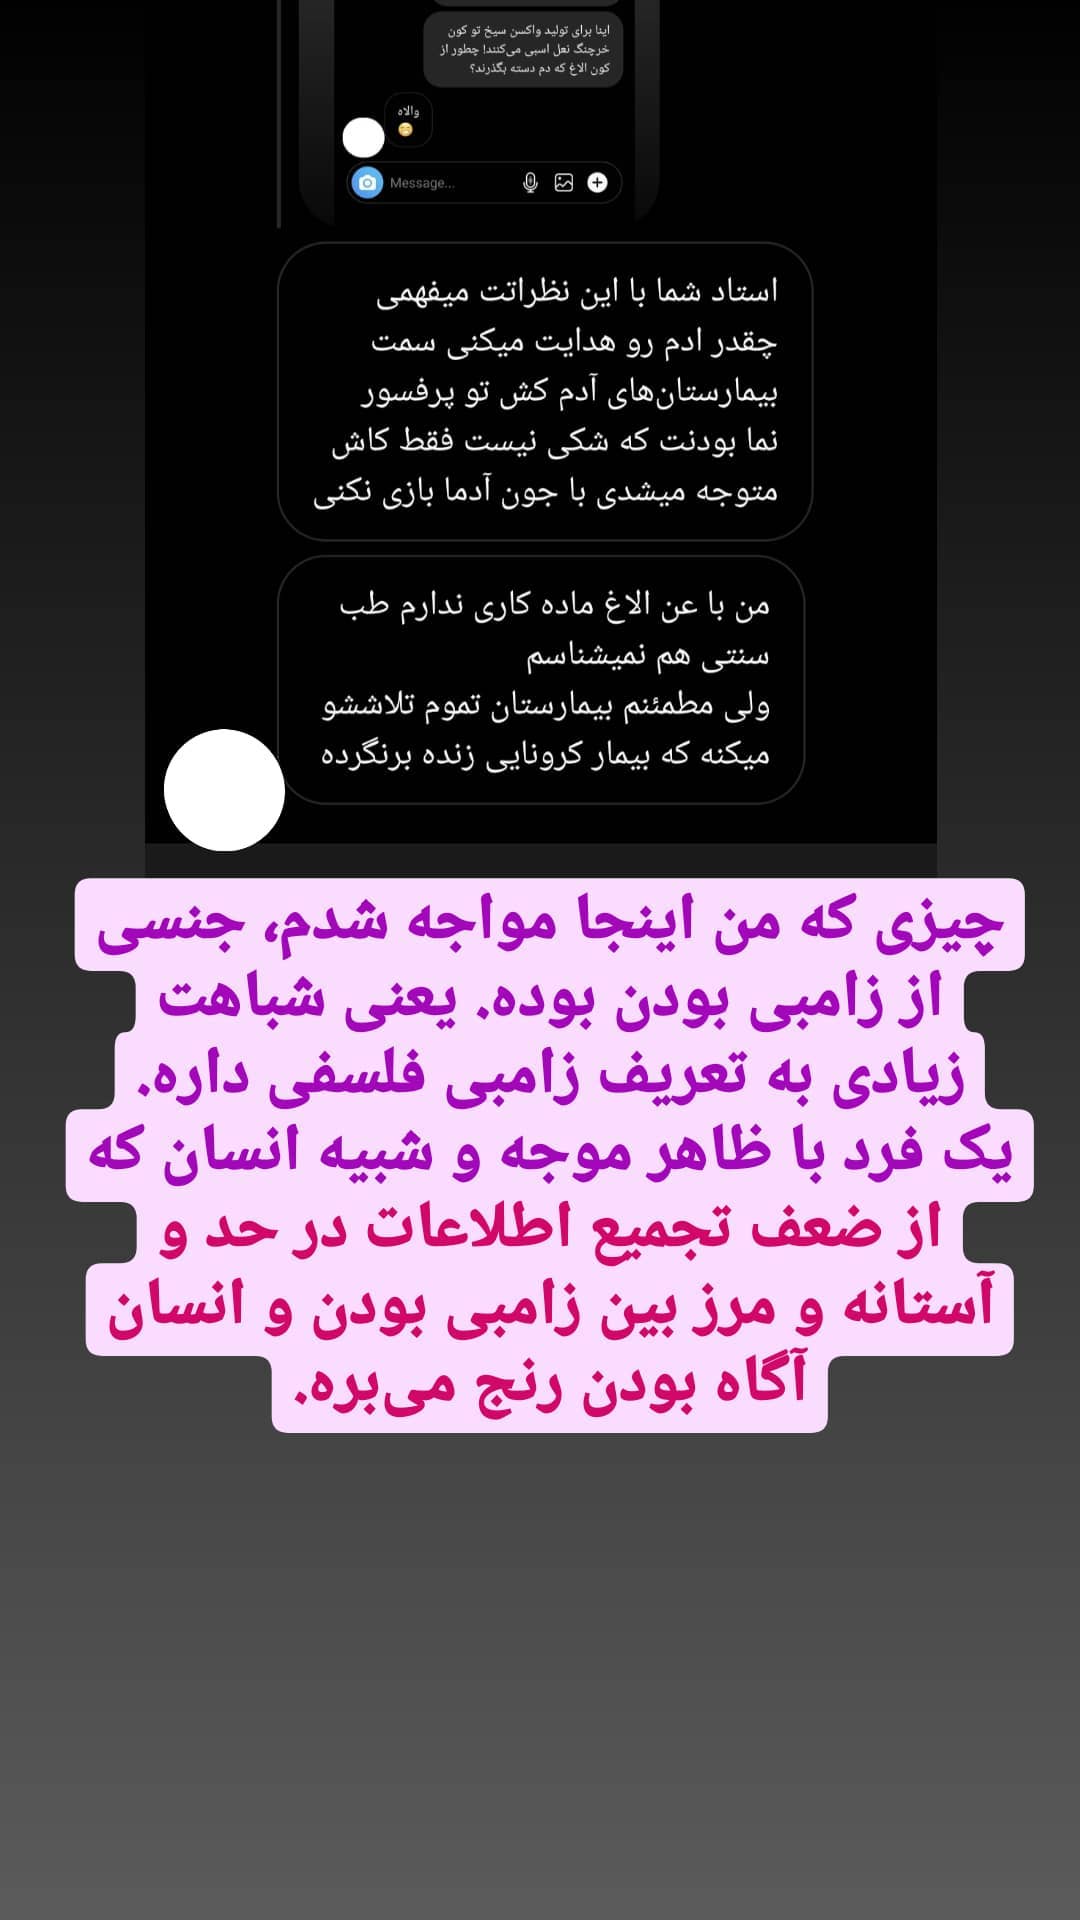 اینا برای تولید واکسن سیخ تو کون
خرچنگ نعل اسبی می‌کنند! چطور از
کون الاغ که دم دسته بگذرند؟
والاه
Message...
استاد شما با این نظراتت میفهمی
چقدر ادم رو هدایت میکنی سمت
بیمارستان‌های آدم کش تو پرفسور
نما بودنت که شکی نیست فقط کاش
متوجه میشدی با جون آدما بازی نکنی
من با عن الاغ ماده کاری ندارم طب
سنتی هم نمیشناسم
ولی مطمئنم بیمارستان تموم تلاششو
میکنه که بیمار کرونایی زنده برنگرده
چیزی که من اینجا مواجه شدم، جنسی
از زامبی بودن بوده. یعنی شباهت
زیادی به تعریف زامبی فلسفی داره.
یک فرد با ظاهر موجه و شبیه انسان که
از ضعف تجمیع اطلاعات در حد و
آستانه و مرز بین زامبی بودن و انسان
آگاه بودن رنج می‌بره.